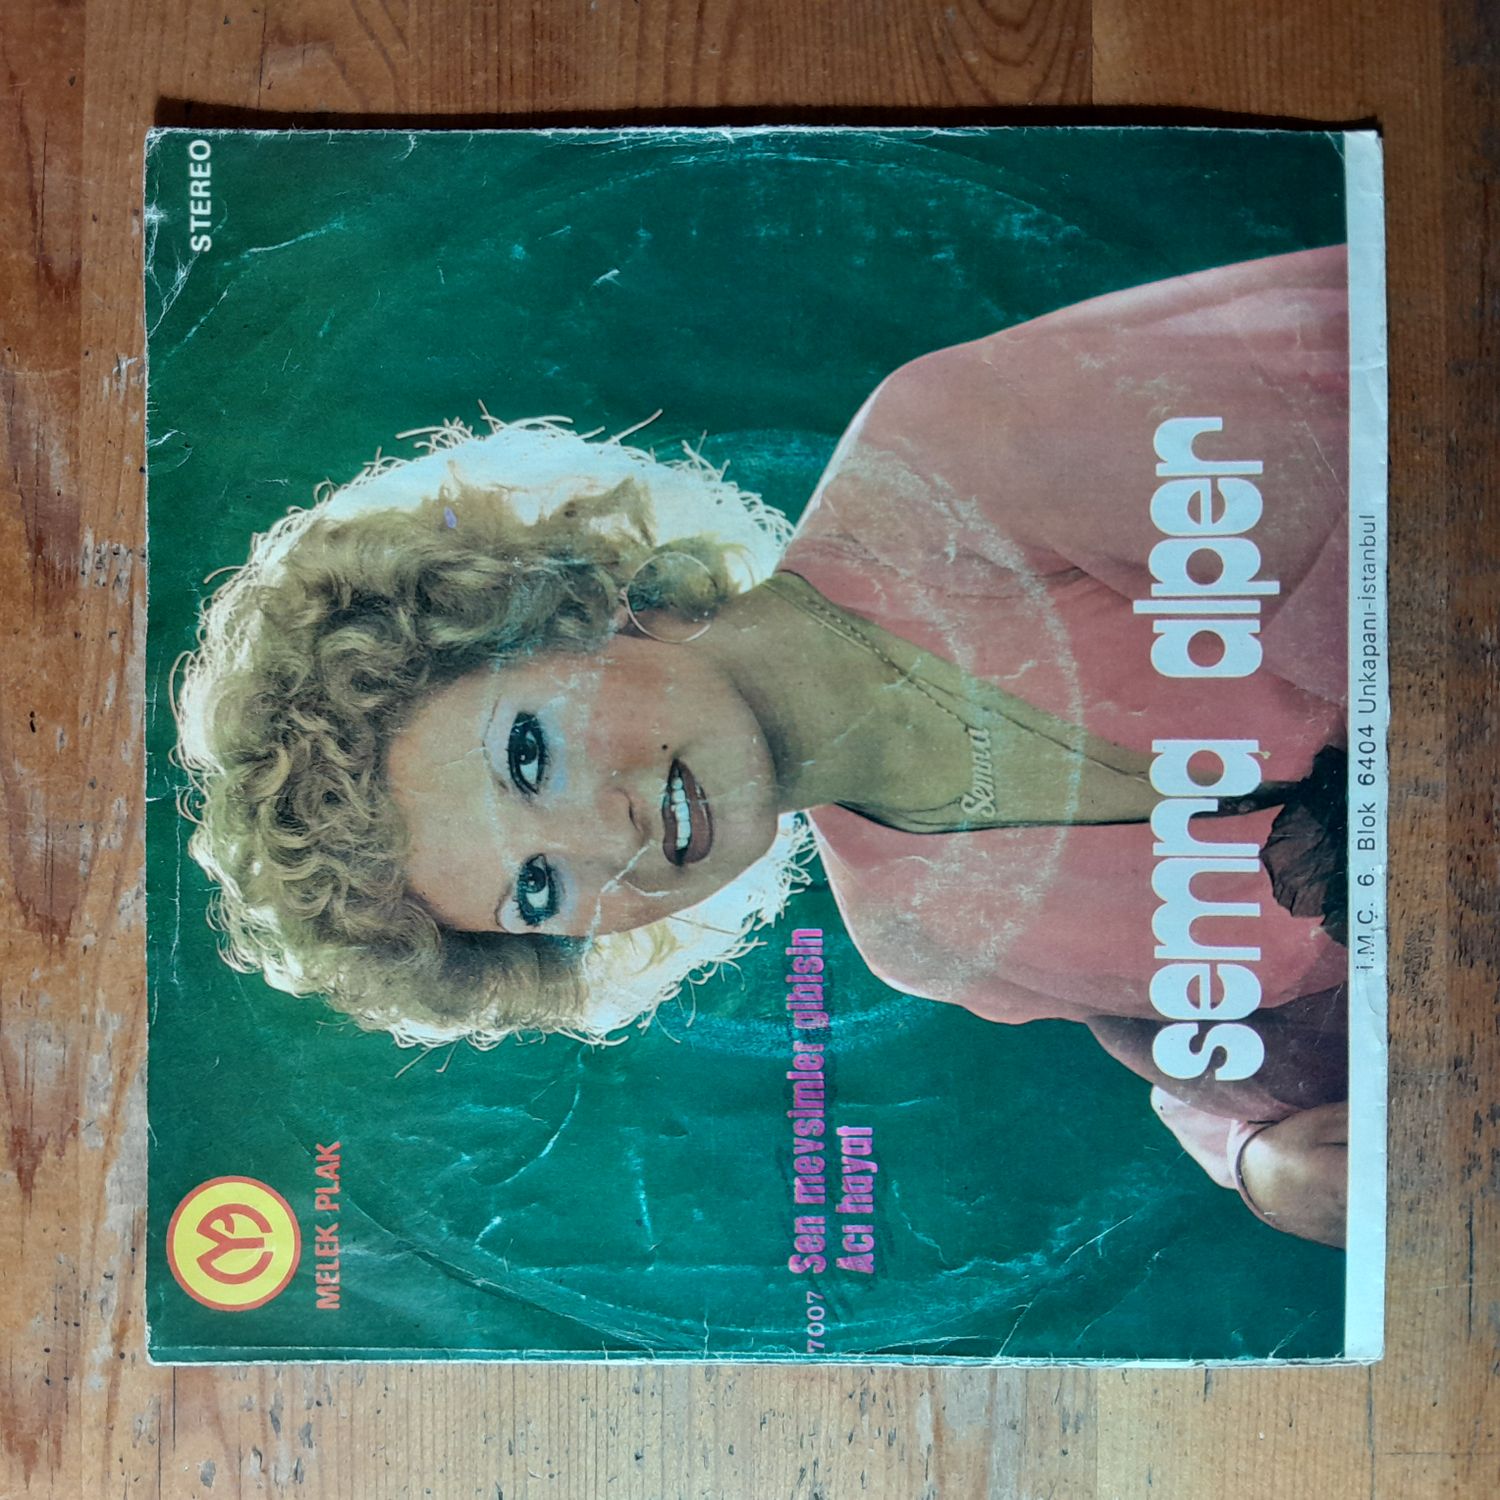 STEREO
MELEK PLAK
Semra
7007 Sen mevsimler gibisin
Acı hayat
semra alper
İ.M.Ç. 6. Blok 6404 Unkapanı-İstanbul